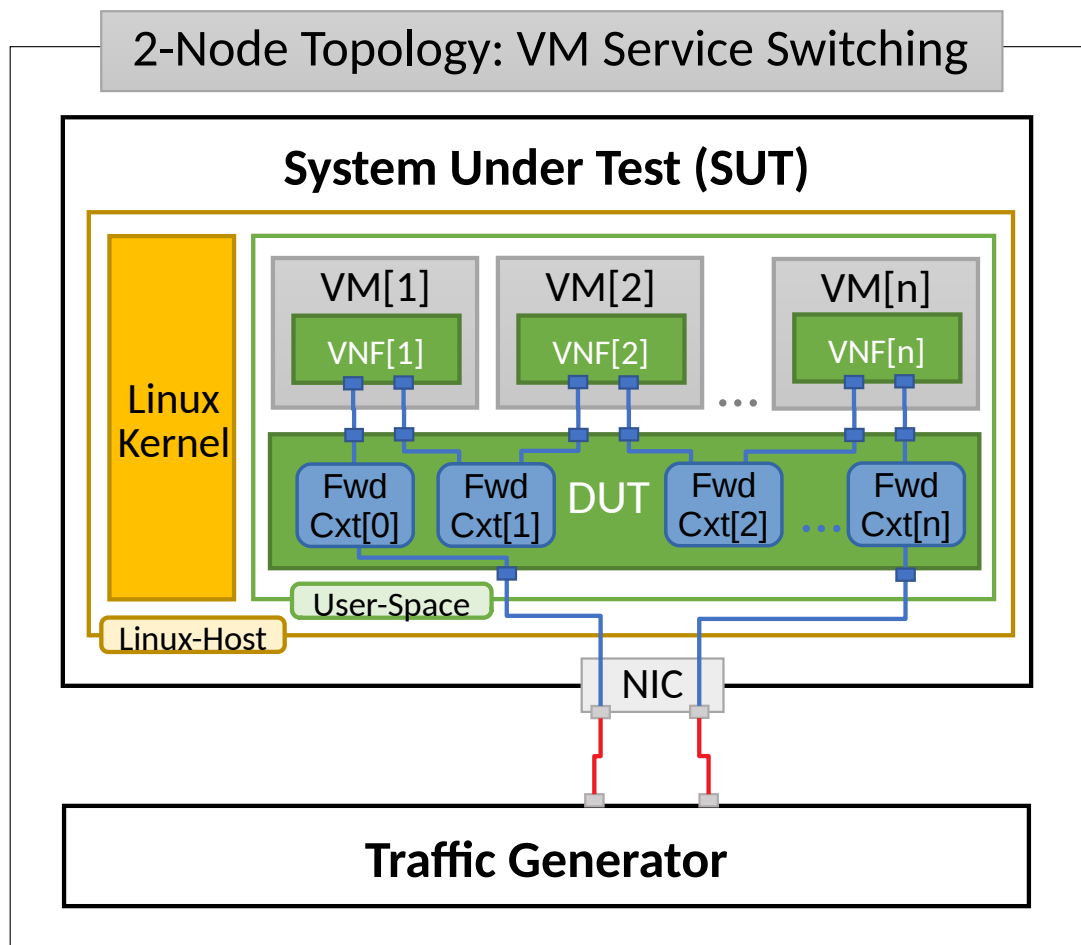 2-Node Topology: VM Service Switching
System Under Test (SUT)
VM[1]
VM[2]
VM[n]
VNF[1]
VNF[2]
VNF[n]
...
Linux
Kernel
Fwd
Cxt[0]
Fwd
Cxt[1]
DUT
Fwd
Cxt[2]
...
Fwd
Cxt[n]
User-Space
Linux-Host
NIC
Traffic Generator